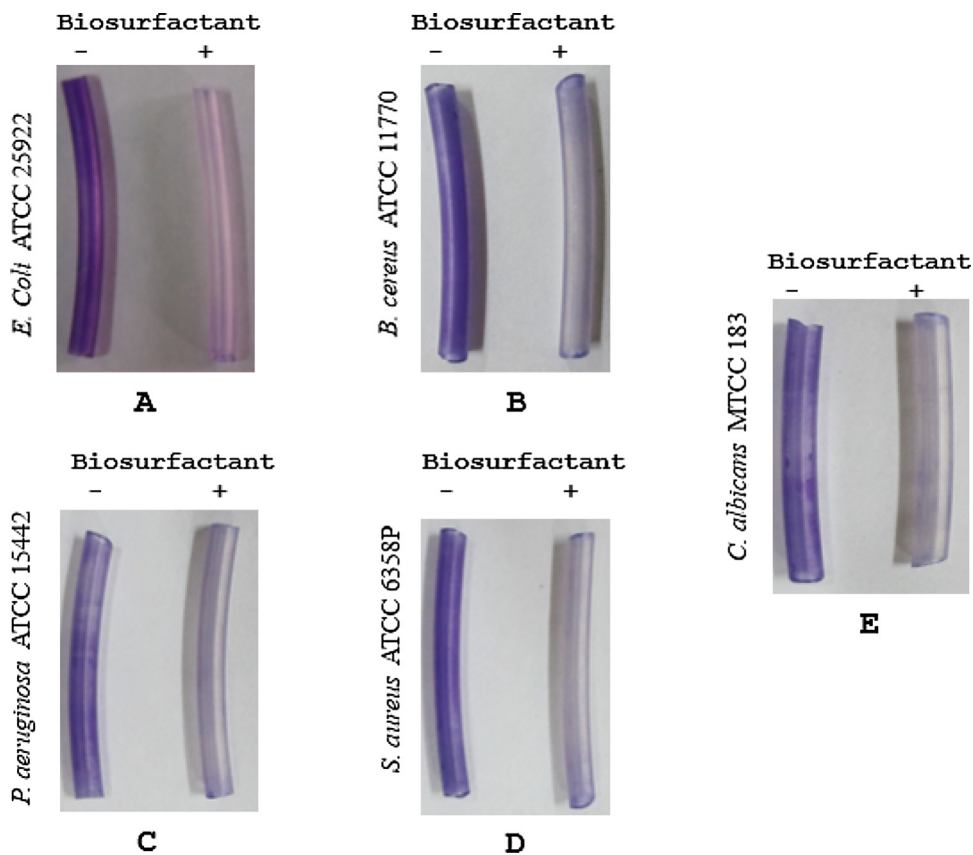 Biosurfactant
- +
E. Coli ATCC 25922
A
Biosurfactant
- +
B. cereus ATCC 11770
B
Biosurfactant
- +
P. aeruginosa ATCC 15442
C
Biosurfactant
- +
S. aureus ATCC 6358P
D
Biosurfactant
- +
C. albicans MTCC 183
E